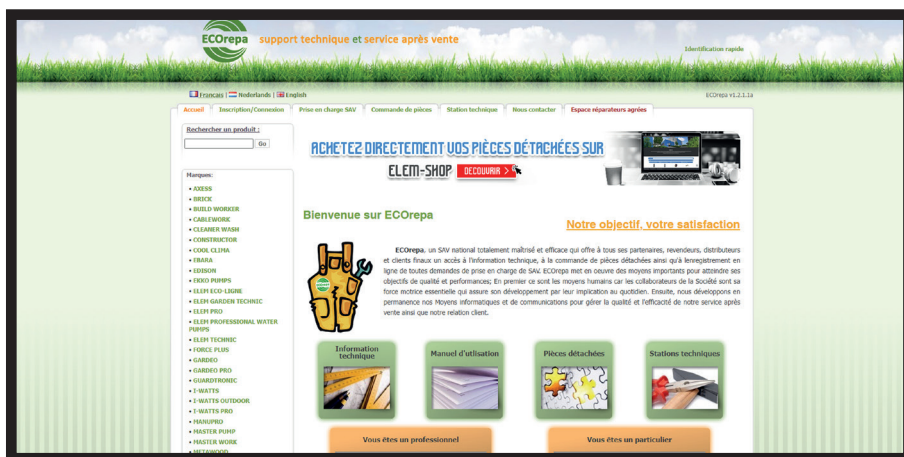 ECOrepa
support technique et service après vente
Identification rapide
Français | Nederlands | English
ECOrepa v1.2.1.1a
Accueil
Inscription/Connexion
Prise en charge SAV
Commande de pièces
Station technique
Nous contacter
Espace réparateurs agrées
Rechercher un produit :
Go
ACHETEZ DIRECTEMENT VOS PIÈCES DÉTACHÉES SUR
ELEM-SHOP DECOUVRIR >
Marques:
• AXESS
• BRICK
• BUILD WORKER
• CABLEWORK
• CLEANER WASH
• CONSTRUCTOR
• COOL CLIMA
• EBARA
• EDISON
• EKKO PUMPS
• ELEM ECO-LIGNE
• ELEM GARDEN TECHNIC
• ELEM PRO
• ELEM PROFESSIONAL WATER
PUMPS
• ELEM TECHNIC
• FORCE PLUS
• GARDEO
• GARDEO PRO
• GUARDTRONIC
• I-WATTS
• I-WATTS OUTDOOR
• I-WATTS PRO
• MANUPRO
• MASTER PUMP
• MASTER WORK
• METAWOOD
Bienvenue sur ECOrepa
Notre objectif, votre satisfaction
ECOrepa, un SAV national totalement maîtrisé et efficace qui offre à tous ses partenaires, revendeurs, distributeurs
et clients finaux un accès à l'information technique, à la commande de pièces détachées ainsi qu'à lenregistrement en
ligne de toutes demandes de prise en charge de SAV. ECOrepa met en oeuvre des moyens importants pour atteindre ses
objectifs de qualité et performances; En premier ce sont les moyens humains car les collaborateurs de la Société sont sa
force motrice essentielle qui assure son développement par leur implication au quotidien. Ensuite, nous développons en
permanence nos Moyens informatiques et de communications pour gérer la qualité et l'efficacité de notre service après
vente ainsi que notre relation client.
Information
technique
Manuel d'utlisation
Pièces détachées
Stations techniques
Vous êtes un professionnel
Vous êtes un particulier